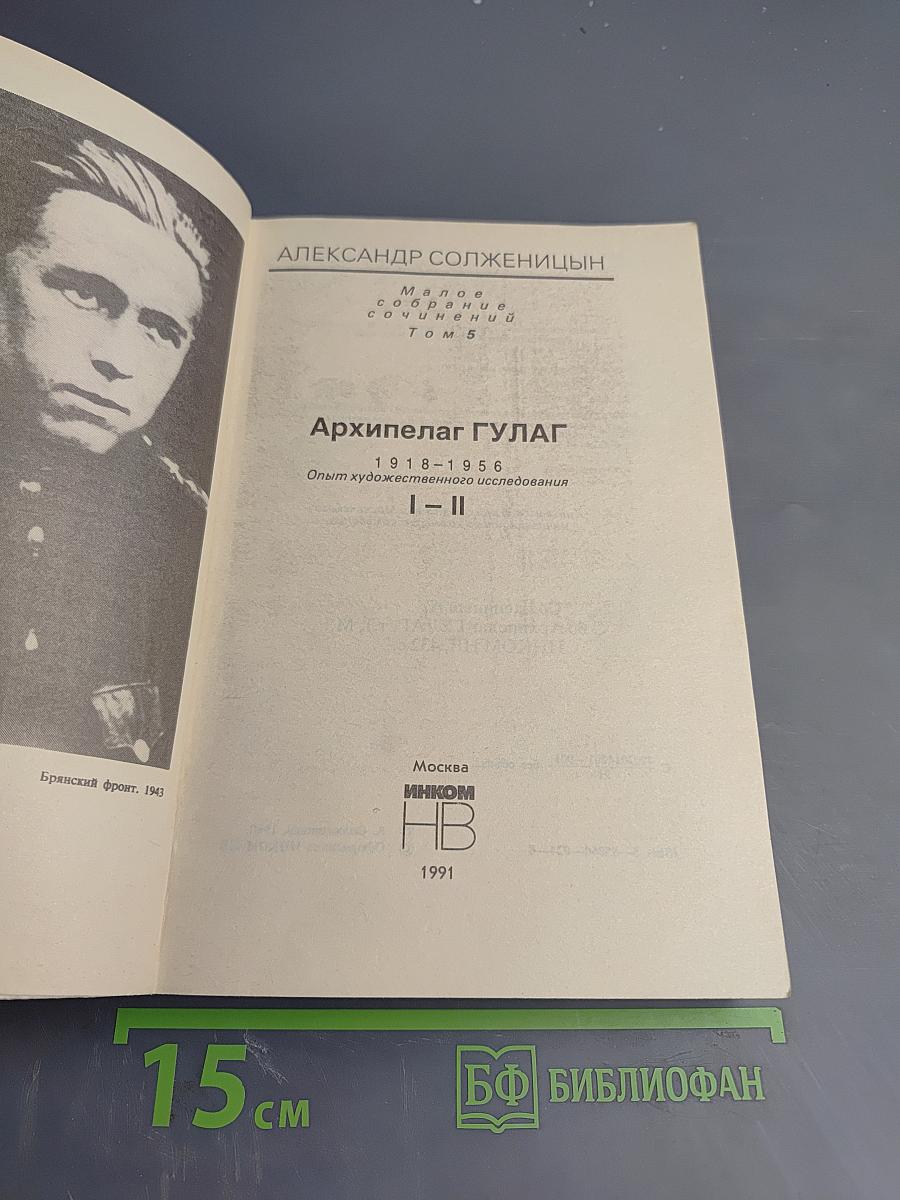 АЛЕКСАНДР СОЛЖЕНИЦЫН
Малое
собрание
сочинений
Том 5
Архипелаг ГУЛАГ
1918–1956
Опыт художественного исследования
I – II
Москва
ИНКОМ
НВ
1991
Брянский фронт. 1943
15 см
БФ БИБЛИОФАН